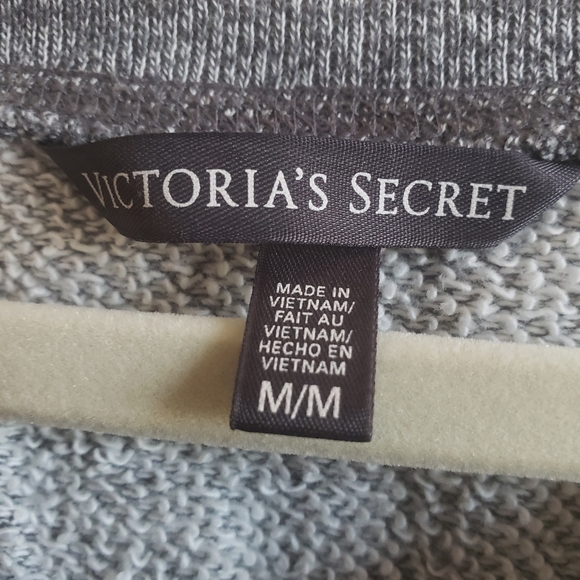 VICTORIA'S SECRET
MADE IN
VIETNAM/
FAIT AU
VIETNAM/
HECHO EN
VIETNAM
M/M